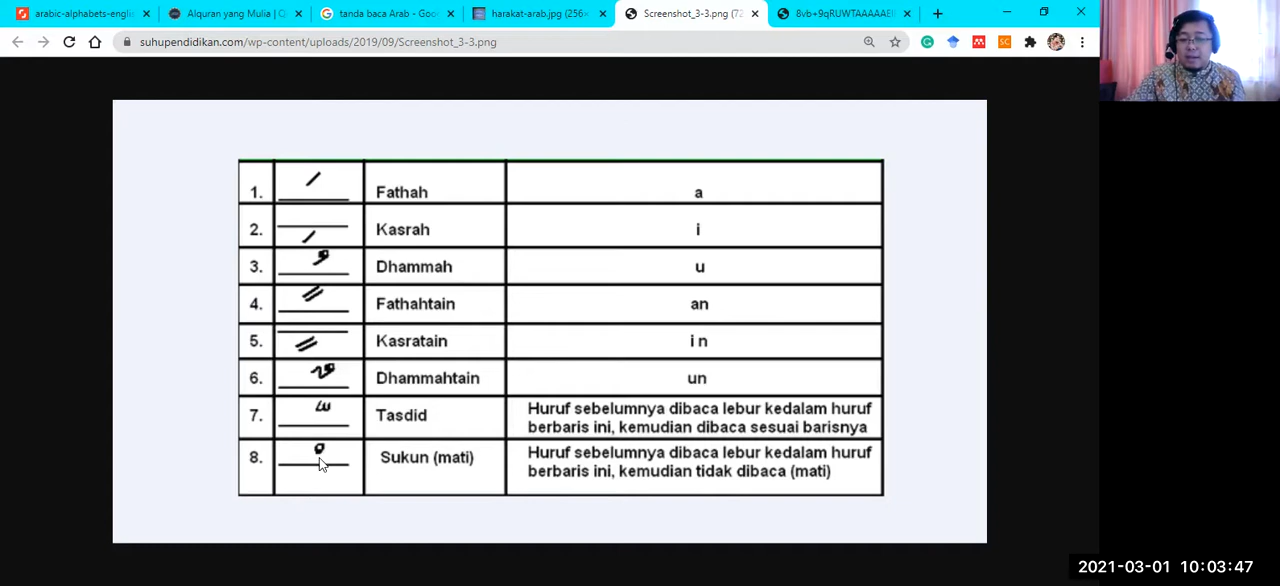 arabic-alphabets-engli
Alquran yang Mulia | Q
tanda baca Arab - Goo
harakat-arab.jpg (256×
Screenshot_3-3.png (72
8vb+9qRUWTAAAAAEl
suhupendidikan.com/wp-content/uploads/2019/09/Screenshot_3-3.png
1. Fathah a
2. Kasrah i
3. Dhammah u
4. Fathahtain an
5. Kasratain i n
6. Dhammahtain un
7. Tasdid Huruf sebelumnya dibaca lebur kedalam huruf
berbaris ini, kemudian dibaca sesuai barisnya
8. Sukun (mati) Huruf sebelumnya dibaca lebur kedalam huruf
berbaris ini, kemudian tidak dibaca (mati)
2021-03-01 10:03:47